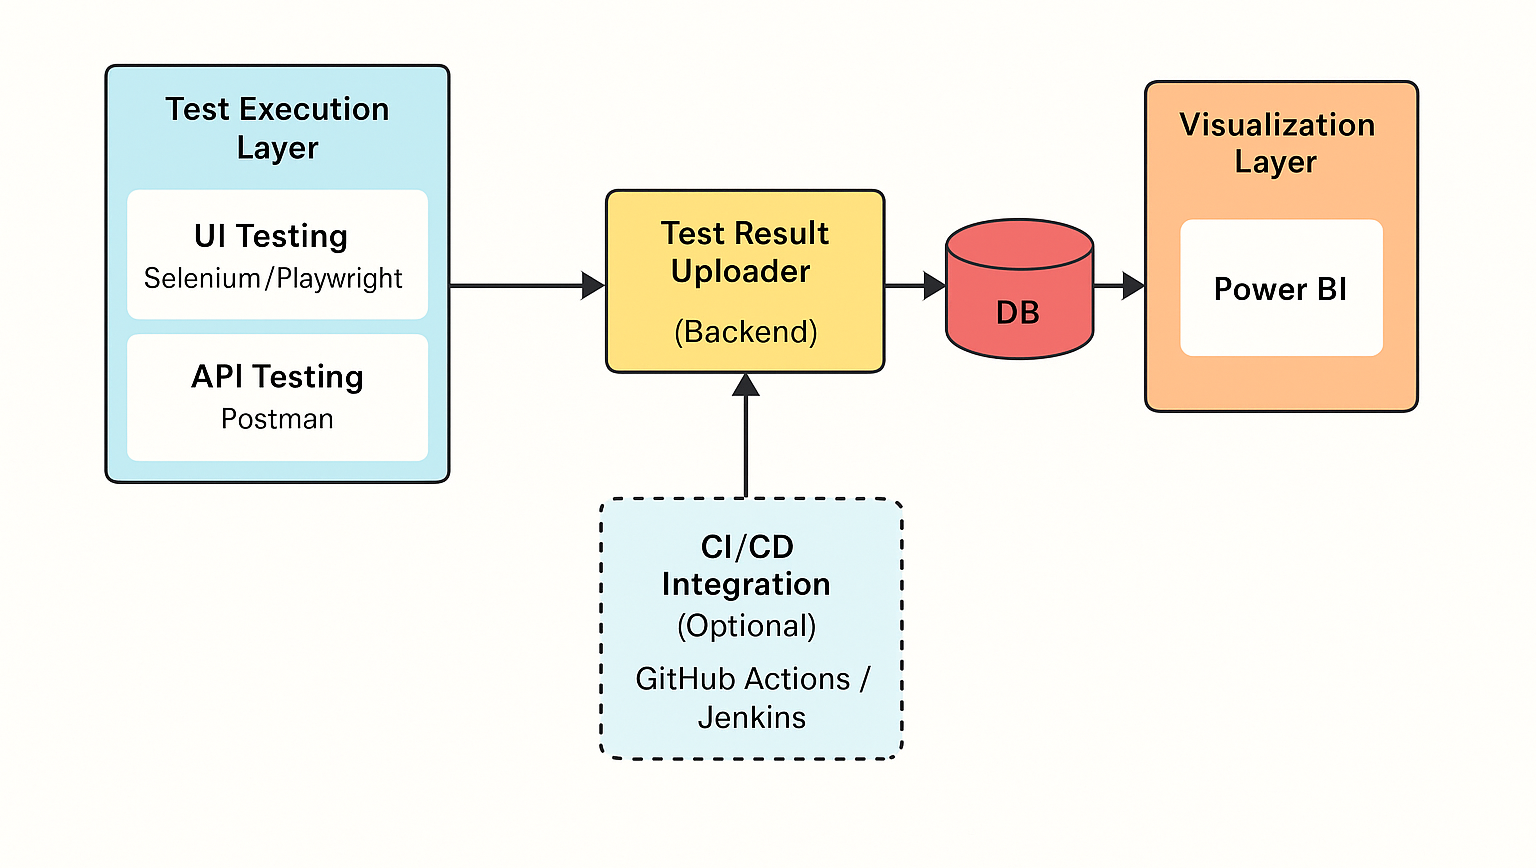 Test Execution
Layer
UI Testing
Selenium/Playwright
API Testing
Postman
Test Result
Uploader
(Backend)
DB
Visualization
Layer
Power BI
CI/CD
Integration
(Optional)
GitHub Actions /
Jenkins